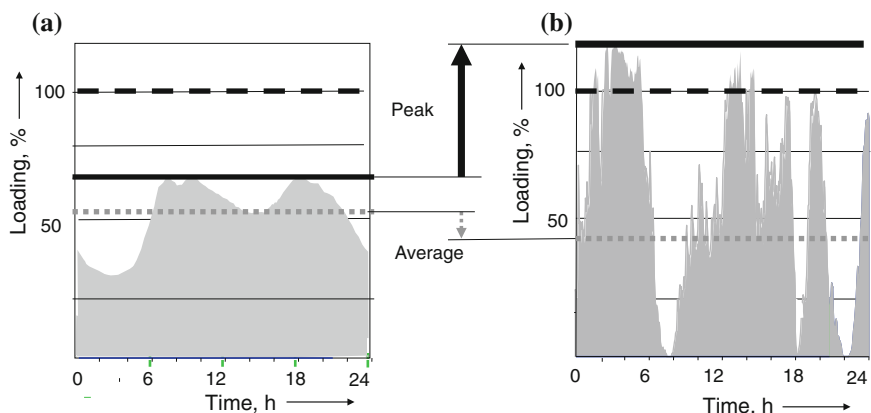 (a)
Loading, %
100
50
0 6 12 18 24
Time, h
Peak
Average
(b)
Loading, %
100
50
0 6 12 18 24
Time, h